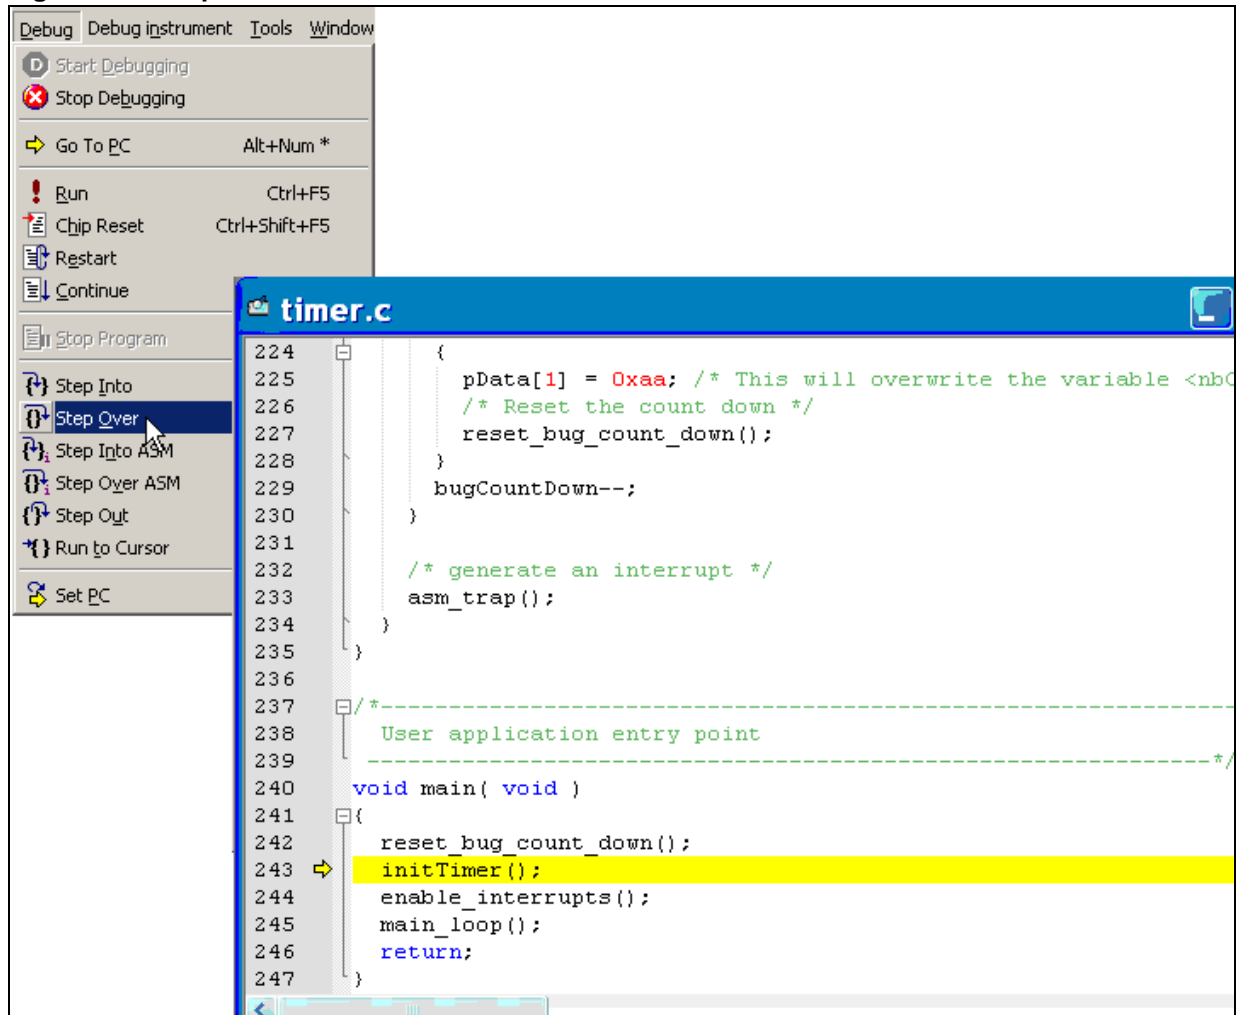 Debug Debug instrument Tools Window
Start Debugging
Stop Debugging
Go To PC Alt+Num *
Run Ctrl+F5
Chip Reset Ctrl+Shift+F5
Restart
Continue
Stop Program
Step Into
Step Over
Step Into ASM
Step Over ASM
Step Out
Run to Cursor
Set PC
timer.c
224 {
225 pData[1] = 0xaa; /* This will overwrite the variable <nbC
226 /* Reset the count down */
227 reset_bug_count_down();
228 }
229 bugCountDown--;
230 }
231
232 /* generate an interrupt */
233 asm_trap();
234 }
235 }
236
237 /*--------------------------------------------------------------
238 User application entry point
239 --------------------------------------------------------------*/
240 void main( void )
241 {
242 reset_bug_count_down();
243 initTimer();
244 enable_interrupts();
245 main_loop();
246 return;
247 }